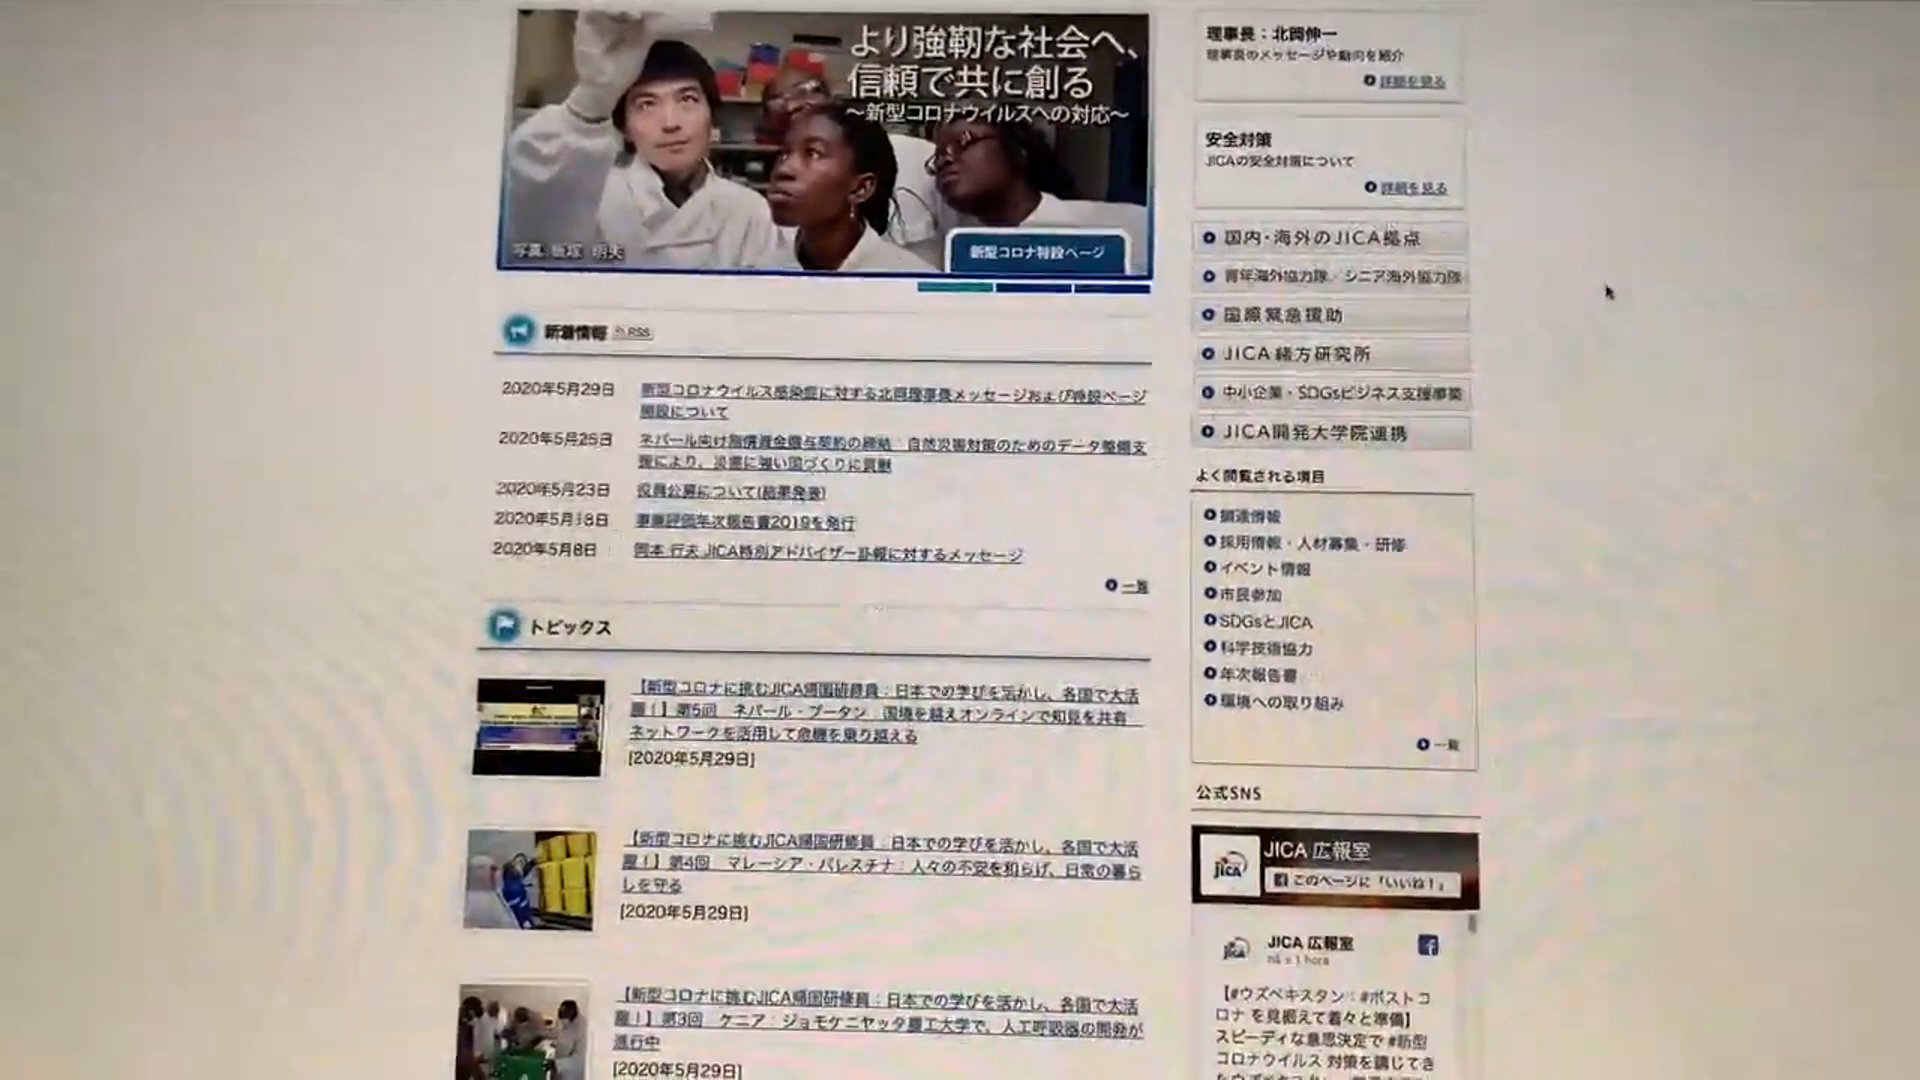 より強靭な社会へ、
信頼で共に創る
～新型コロナウイルスへの対応～
写真 飯塚 明夫
新型コロナ特設ページ
新着情報 RSS
2020年5月29日 新型コロナウイルス感染症に対する北岡理事長メッセージおよび特設ページ
開設について
2020年5月25日 ネパール向け無償資金贈与契約の締結：自然災害対策のためのデータ整備支
援により、災害に強い国づくりに貢献
2020年5月23日 役員公募について(結果発表)
2020年5月18日 事業評価年次報告書2019を発行
2020年5月8日 岡本 行夫 JICA特別アドバイザー訃報に対するメッセージ
一覧
トピックス
【新型コロナに挑むJICA帰国研修員：日本での学びを活かし、各国で大活
躍！】第5回 ネパール・ブータン 国境を越えオンラインで知見を共有
ネットワークを活用して危機を乗り越える
[2020年5月29日]
【新型コロナに挑むJICA帰国研修員：日本での学びを活かし、各国で大活
躍！】第4回 マレーシア・パレスチナ：人々の不安を和らげ、日常の暮ら
しを守る
[2020年5月29日]
【新型コロナに挑むJICA帰国研修員：日本での学びを活かし、各国で大活
躍！】第3回 ケニア：ジョモケニヤッタ農工大学で、人工呼吸器の開発が
進行中
[2020年5月29日]
理事長：北岡伸一
理事長のメッセージや動向を紹介
詳細を見る
安全対策
JICAの安全対策について
詳細を見る
国内・海外のJICA拠点
青年海外協力隊／シニア海外協力隊
国際緊急援助
JICA緒方研究所
中小企業・SDGsビジネス支援事業
JICA開発大学院連携
よく閲覧される項目
調達情報
採用情報・人材募集・研修
イベント情報
市民参加
SDGsとJICA
科学技術協力
年次報告書
環境への取り組み
一覧
公式SNS
jica
JICA 広報室
このページに「いいね！」
jica
JICA 広報室
há ± 1 hora
【#ウズベキスタン：#ポストコ
ロナ を見据えて着々と準備】
スピーディな意思決定で #新型
コロナウイルス 対策を講じてき